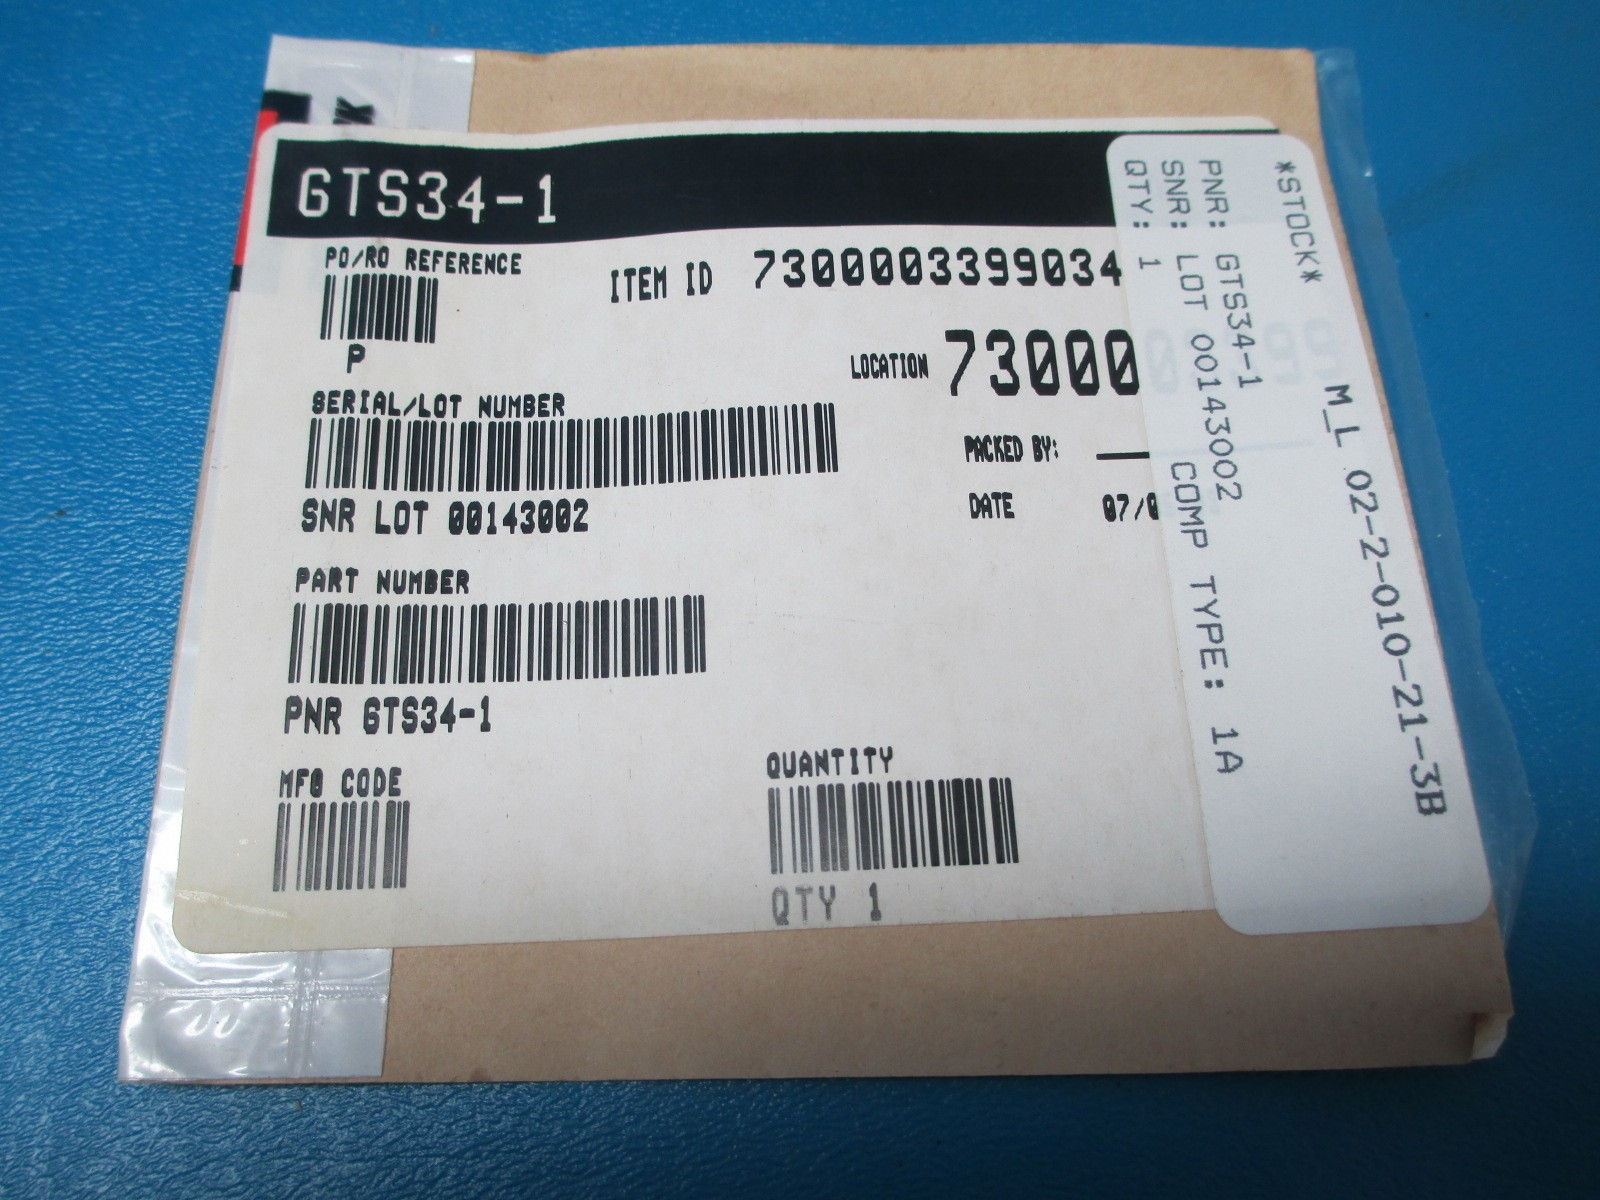 GTS34-1
PO/RO REFERENCE
P
ITEM ID 7300003399034
LOCATION 73000
SERIAL/LOT NUMBER
SNR LOT 00143002
PACKED BY:
DATE 07/0
PART NUMBER
PNR GTS34-1
MFG CODE
QUANTITY
QTY 1
*STOCK* M_L 02-2-010-21-3B
PNR: GTS34-1
SNR: LOT 00143002 COMP TYPE: 1A
QTY: 1